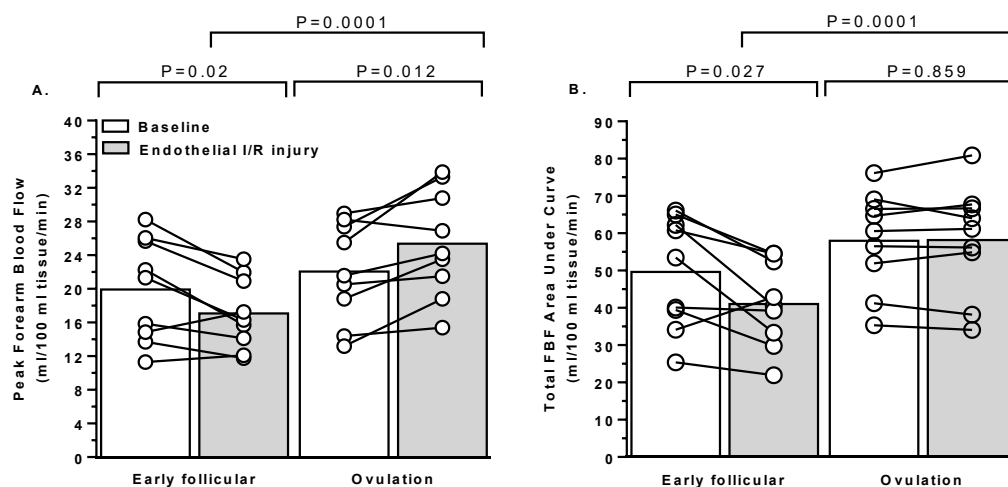 P=0.0001
P=0.02
P=0.012
A.
40
36
32
28
24
20
16
12
8
4
0
Peak Forearm Blood Flow
(ml/100 ml tissue/min)
Baseline
Endothelial I/R injury
Early follicular
Ovulation
P=0.0001
P=0.027
P=0.859
B.
90
80
70
60
50
40
30
20
10
0
Total FBF Area Under Curve
(ml/100 ml tissue/min)
Early follicular
Ovulation